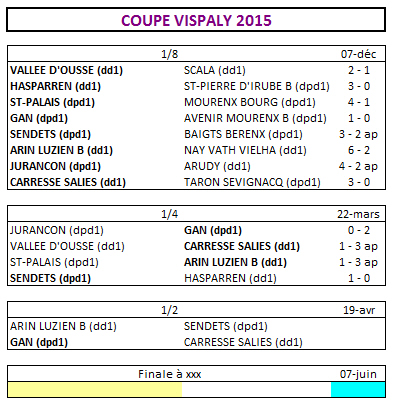 COUPE VISPALY 2015
1/8 07-déc
VALLEE D'OUSSE (dd1) SCALA (dd1) 2 - 1
HASPARREN (dd1) ST-PIERRE D'IRUBE B (dpd1) 3 - 0
ST-PALAIS (dpd1) MOURENX BOURG (dpd1) 4 - 1
GAN (dpd1) AVENIR MOURENX B (dpd1) 1 - 0
SENDETS (dpd1) BAIGTS BERENX (dpd1) 3 - 2 ap
ARIN LUZIEN B (dd1) NAY VATH VIELHA (dd1) 6 - 2
JURANCON (dpd1) ARUDY (dd1) 4 - 2 ap
CARRESSE SALIES (dd1) TARON SEVIGNACQ (dpd1) 3 - 0
1/4 22-mars
JURANCON (dpd1) GAN (dpd1) 0 - 2
VALLEE D'OUSSE (dd1) CARRESSE SALIES (dd1) 1 - 3 ap
ST-PALAIS (dpd1) ARIN LUZIEN B (dd1) 1 - 3 ap
SENDETS (dpd1) HASPARREN (dd1) 1 - 0
1/2 19-avr
ARIN LUZIEN B (dd1) SENDETS (dpd1)
GAN (dpd1) CARRESSE SALIES (dd1)
Finale à xxx 07-juin